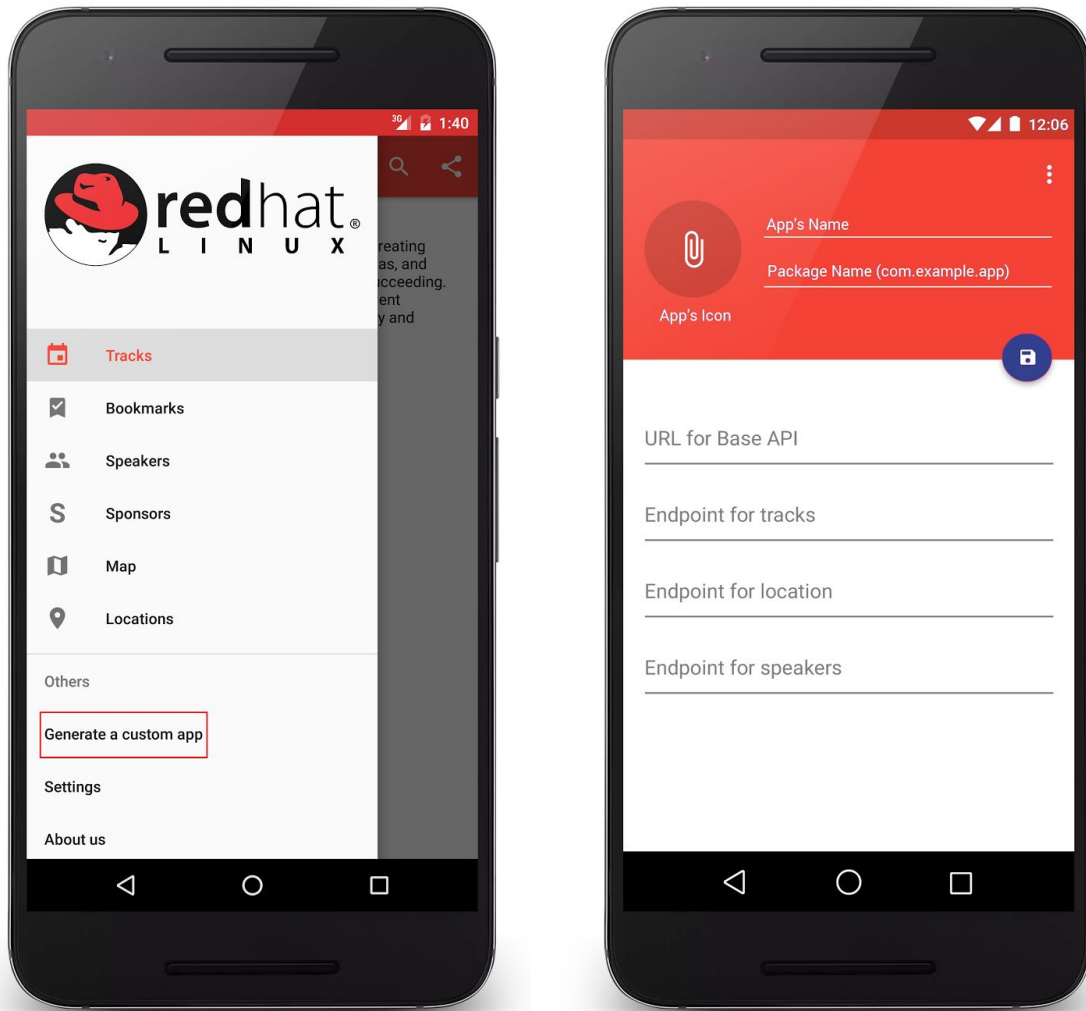 3G 1:40
redhat®
LINUX
reating
as, and
ucceeding.
ent
y and
Tracks
Bookmarks
Speakers
S Sponsors
Map
Locations
Others
Generate a custom app
Settings
About us
12:06
App's Name
Package Name (com.example.app)
App's Icon
URL for Base API
Endpoint for tracks
Endpoint for location
Endpoint for speakers